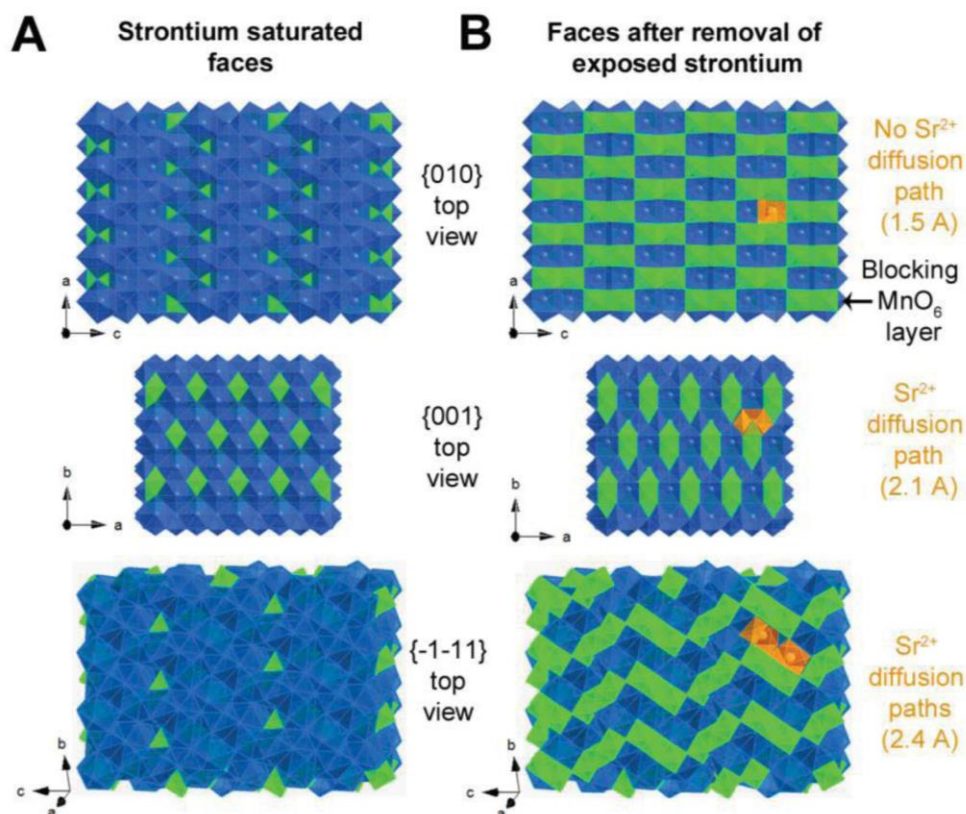 A
Strontium saturated
faces
B
Faces after removal of
exposed strontium
{010}
top
view
a
c
a
c
No Sr²⁺
diffusion
path
(1.5 A)
Blocking
MnO₆
layer
{001}
top
view
b
a
b
a
Sr²⁺
diffusion
path
(2.1 A)
{-1-11}
top
view
b
c
a
b
c
a
Sr²⁺
diffusion
paths
(2.4 A)